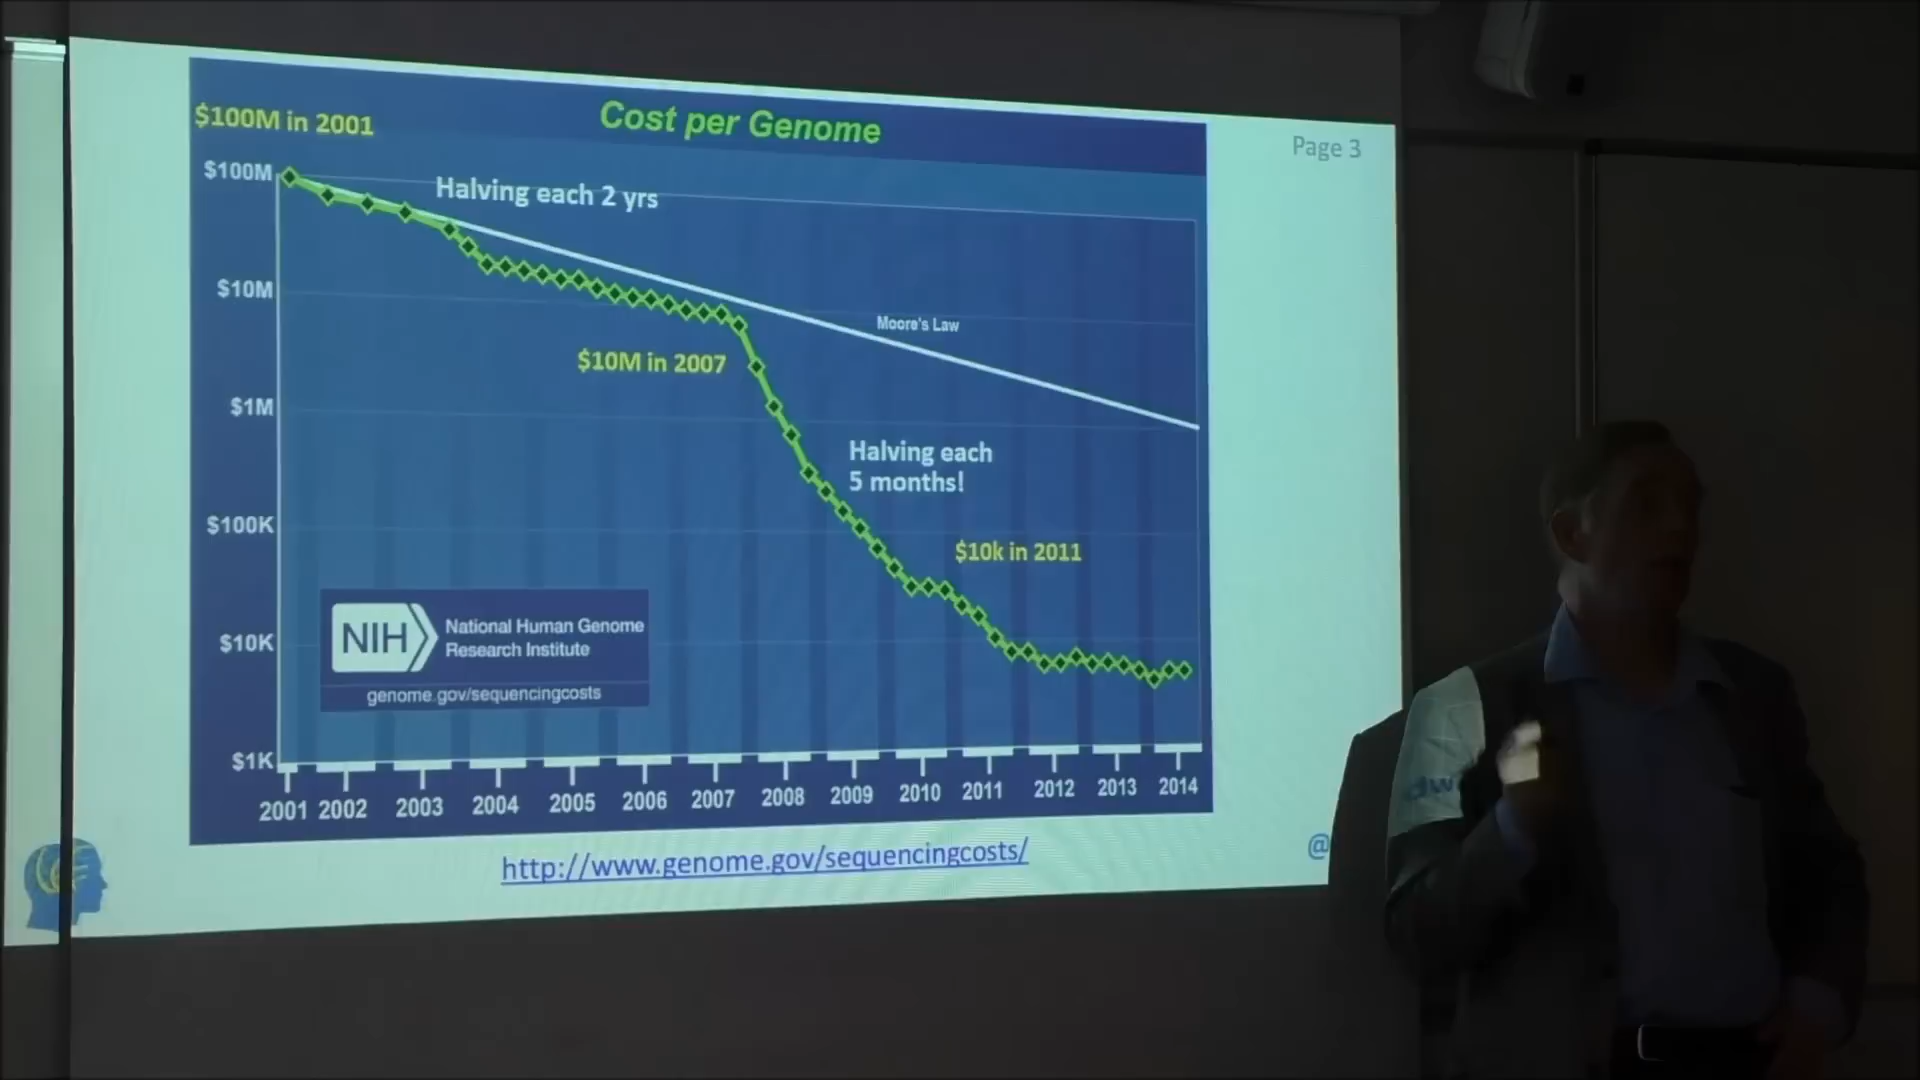 $100M in 2001
Cost per Genome
Page 3
$100M
Halving each 2 yrs
$10M
Moore's Law
$10M in 2007
$1M
Halving each
5 months!
$100K
$10k in 2011
NIH
National Human Genome
Research Institute
$10K
genome.gov/sequencingcosts
$1K
2001 2002 2003 2004 2005 2006 2007 2008 2009 2010 2011 2012 2013 2014
http://www.genome.gov/sequencingcosts/
@